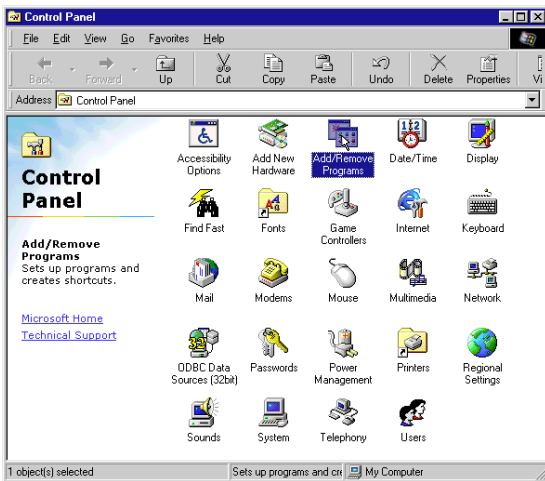 Control Panel
File Edit View Go Favorites Help
Back Forward Up Cut Copy Paste Undo Delete Properties Vi
Address Control Panel
Control
Panel
Add/Remove
Programs
Sets up programs and
creates shortcuts.
Microsoft Home
Technical Support
Accessibility
Options
Add New
Hardware
Add/Remove
Programs
Date/Time
Display
Find Fast
Fonts
Game
Controllers
Internet
Keyboard
Mail
Modems
Mouse
Multimedia
Network
32
ODBC Data
Sources (32bit)
Passwords
Power
Management
Printers
Regional
Settings
Sounds
System
Telephony
Users
1 object(s) selected
Sets up programs and cre
My Computer